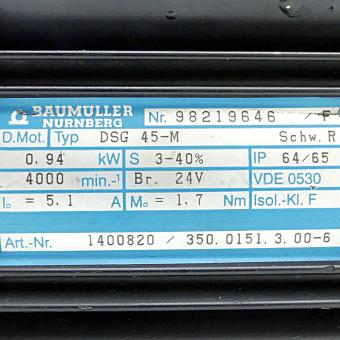 BAUMÜLLER Nr. 98219646
NÜRNBERG
D.Mot. Typ DSG 45-M Schw.R
0.94 kW S 3-40% IP 64/65
4000 min.-1 Br. 24V VDE 0530
Io = 5.1 A Mo = 1.7 Nm Isol.-Kl. F
Art.-Nr. 1400820 / 350.0151.3.00-6